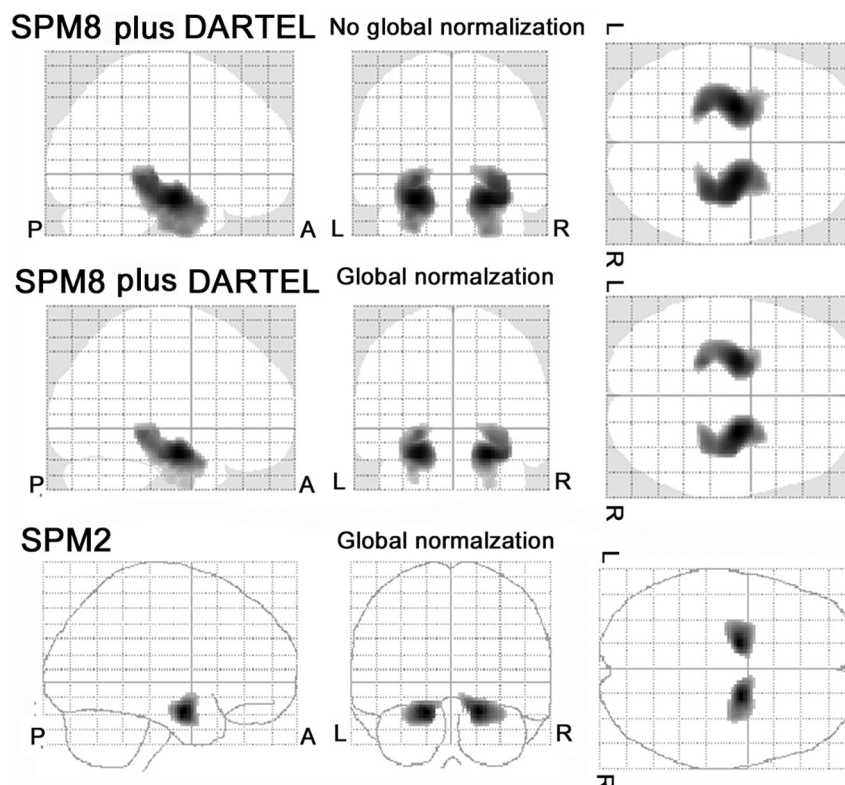 SPM8 plus DARTEL No global normalization
L
P A L R
R
SPM8 plus DARTEL Global normalzation
L
P A L R
R
SPM2 Global normalzation
L
P A L R
R